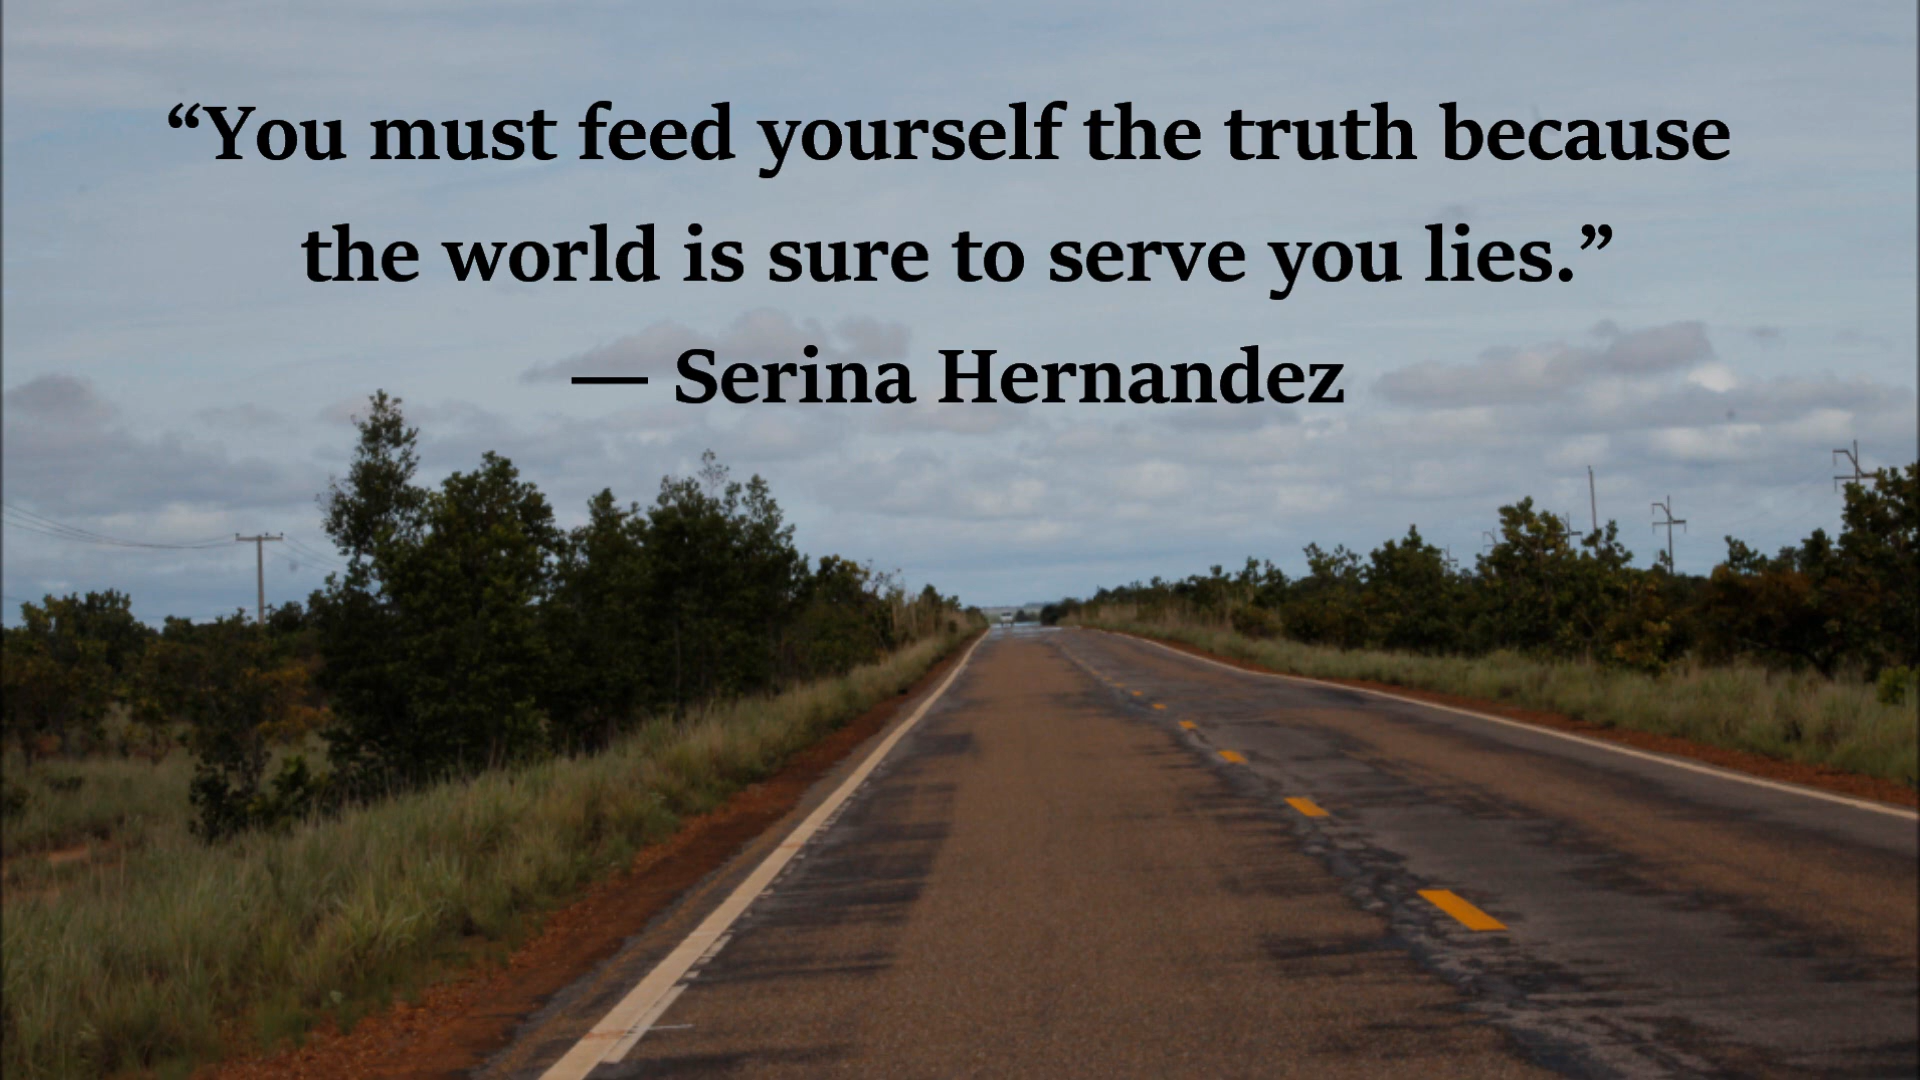 “You must feed yourself the truth because
the world is sure to serve you lies.”
— Serina Hernandez